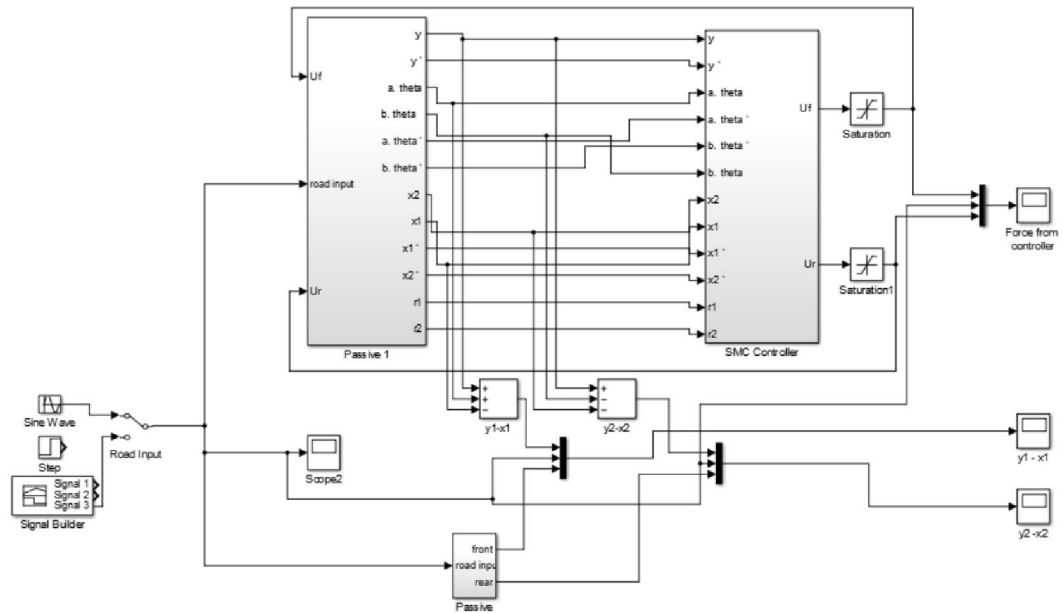 Uf
road input
Ur
y
y `
a. theta
b. theta
a. theta `
b. theta `
x2
x1
x1 `
x2 `
r1
r2
Passive 1
y
y `
a. theta
a. theta `
b. theta `
b. theta
x2
x1
x1 `
x2 `
r1
r2
Uf
Ur
SMC Controller
Saturation
Saturation1
Force from
controller
Sine Wave
Step
Road Input
Signal 1
Signal 2
Signal 3
Signal Builder
Scope2
+
+
−
y1-x1
+
−
−
y2-x2
y1 - x1
y2 -x2
front
road inpu
rear
Passive